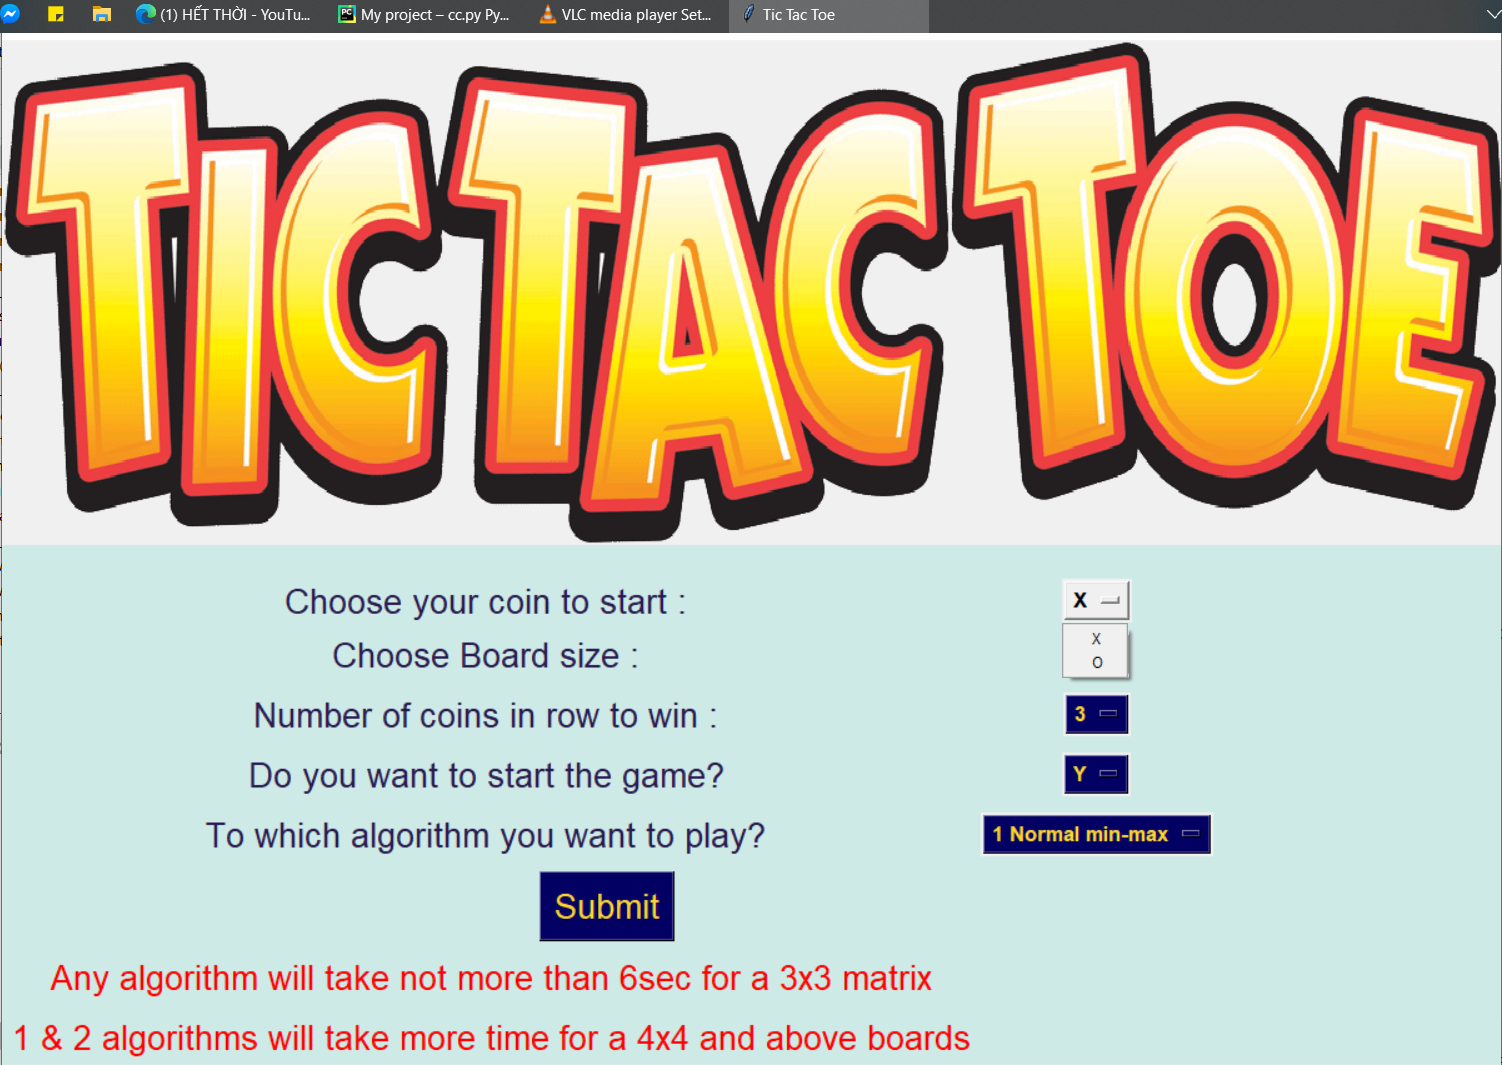 (1) HẾT THỜI - YouTu... My project – cc.py Py... VLC media player Set... Tic Tac Toe
TIC TAC TOE
Choose your coin to start : X
X
O
Choose Board size :
Number of coins in row to win : 3
Do you want to start the game? Y
To which algorithm you want to play? 1 Normal min-max
Submit
Any algorithm will take not more than 6sec for a 3x3 matrix
1 & 2 algorithms will take more time for a 4x4 and above boards